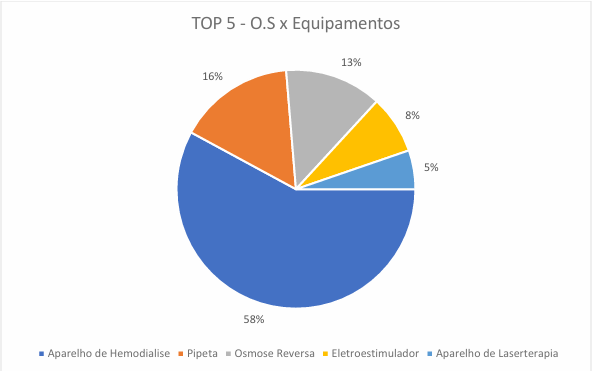 TOP 5 - O.S x Equipamentos
13%
16%
8%
5%
58%
Aparelho de Hemodialise Pipeta Osmose Reversa Eletroestimulador Aparelho de Laserterapia